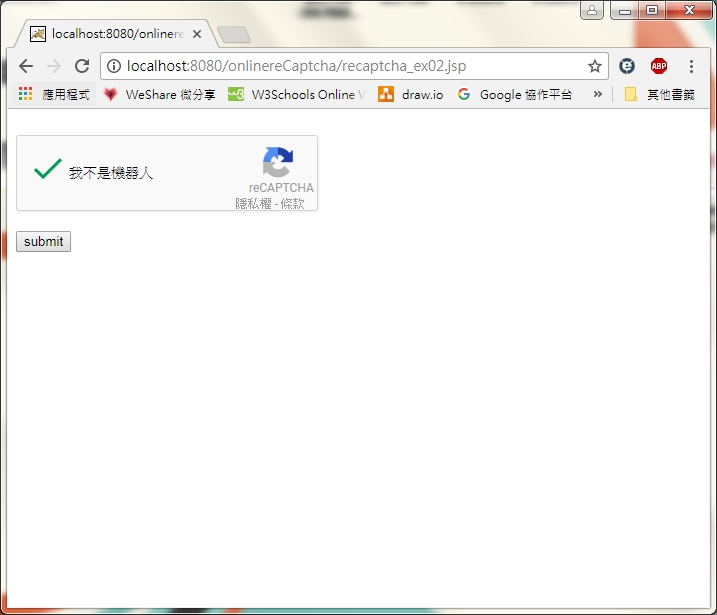 localhost:8080/onlinere
localhost:8080/onlinereCaptcha/recaptcha_ex02.jsp
應用程式 WeShare 微分享 W3Schools Online draw.io Google 協作平台 » 其他書籤
ABP
我不是機器人
reCAPTCHA
隱私權 - 條款
submit